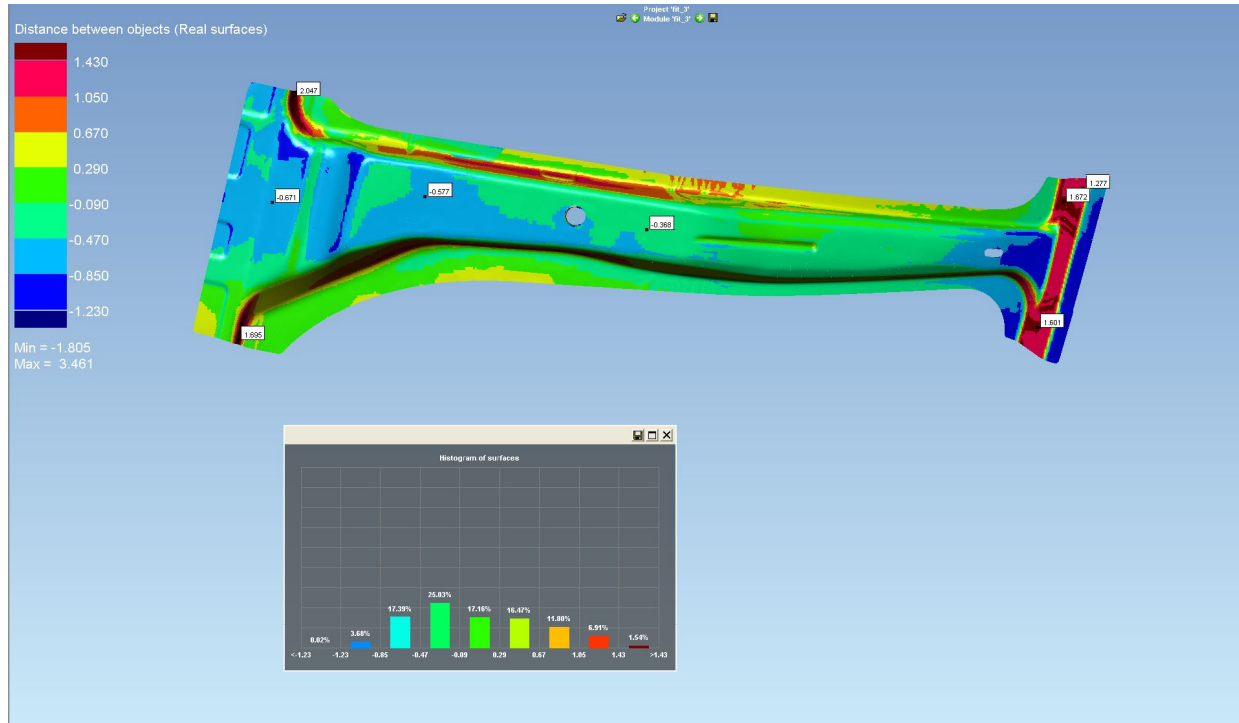 Project 'fit_3'
Module 'fit_3'
Distance between objects (Real surfaces)
1.430
1.050
0.670
0.290
-0.090
-0.470
-0.850
-1.230
Min = -1.805
Max = 3.461
2.047
-0.671
-0.577
-0.368
1.277
1.672
1.601
1.695
Histogram of surfaces
0.02% 3.68% 17.39% 25.03% 17.16% 16.47% 11.80% 6.91% 1.54%
<-1.23 -1.23 -0.85 -0.47 -0.09 0.29 0.67 1.05 1.43 >1.43